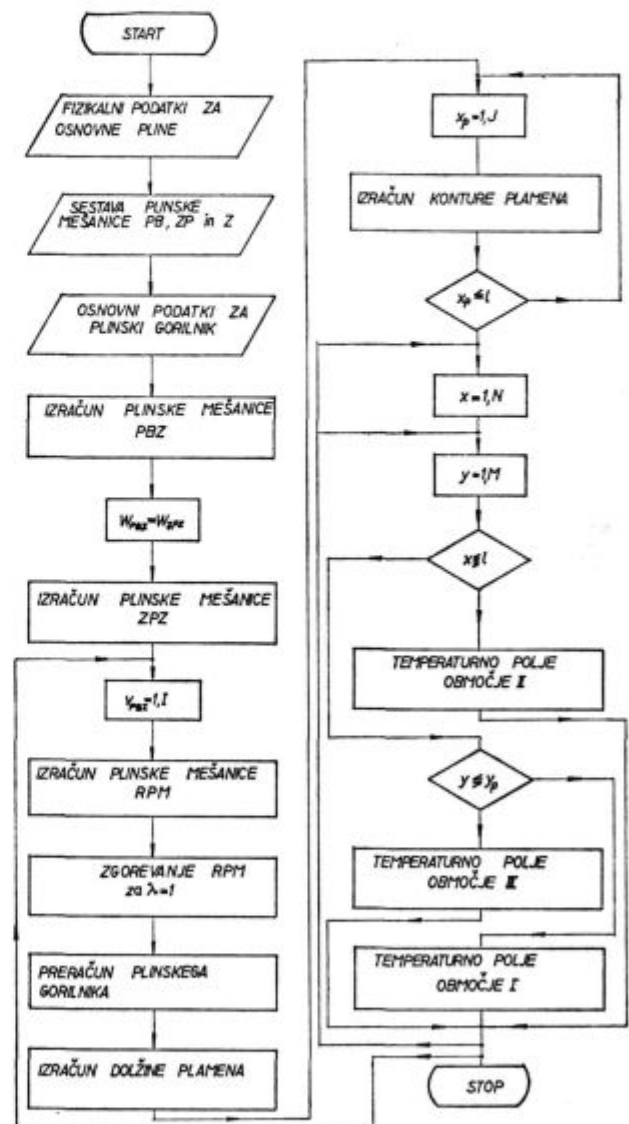 START
FIZIKALNI PODATKI ZA
OSNOVNE PLINE
SESTAVA PLINSKE
MEŠANICE PB, ZP in Z
OSNOVNI PODATKI ZA
PLINSKI GORILNIK
IZRAČUN PLINSKE MEŠANICE
PBZ
W_PBZ=W_ZPZ
IZRAČUN PLINSKE MEŠANICE
ZPZ
V_PBZ=1,I
IZRAČUN PLINSKE MEŠANICE
RPM
ZGOREVANJE RPM
za λ=1
PRERAČUN PLINSKEGA
GORILNIKA
IZRAČUN DOLŽINE PLAMENA
x_p=1,J
IZRAČUN KONTURE PLAMENA
x_p≤l
x=1,N
y=1,M
TEMPERATURNO POLJE
OBMOČJE
TEMPERATURNO POLJE
OBMOČJE
TEMPERATURNO POLJE
OBMOČJE I
STOP